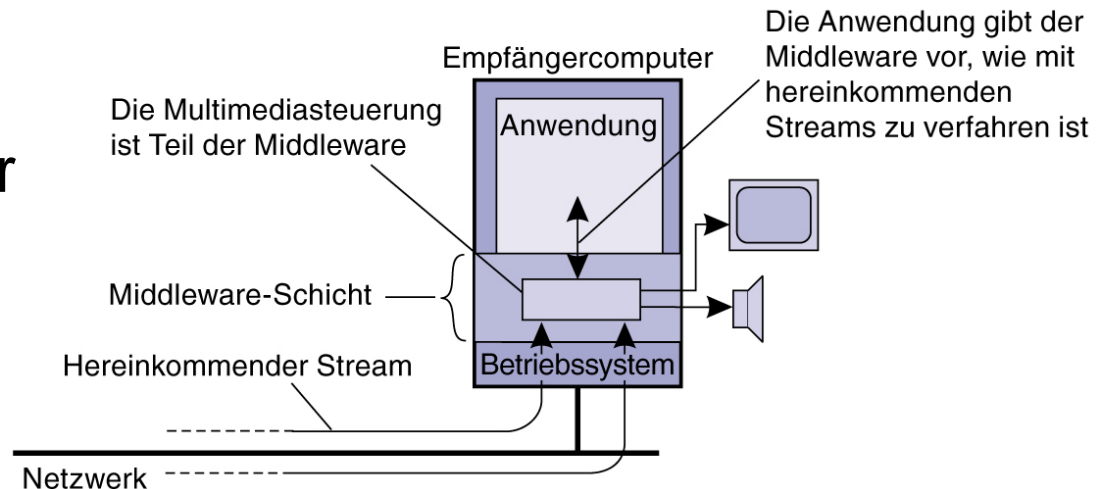 Die Anwendung gibt der
Middleware vor, wie mit
hereinkommenden
Streams zu verfahren ist
Empfängercomputer
Die Multimediasteuerung
ist Teil der Middleware
Anwendung
r
Middleware-Schicht
Hereinkommender Stream
Betriebssystem
Netzwerk